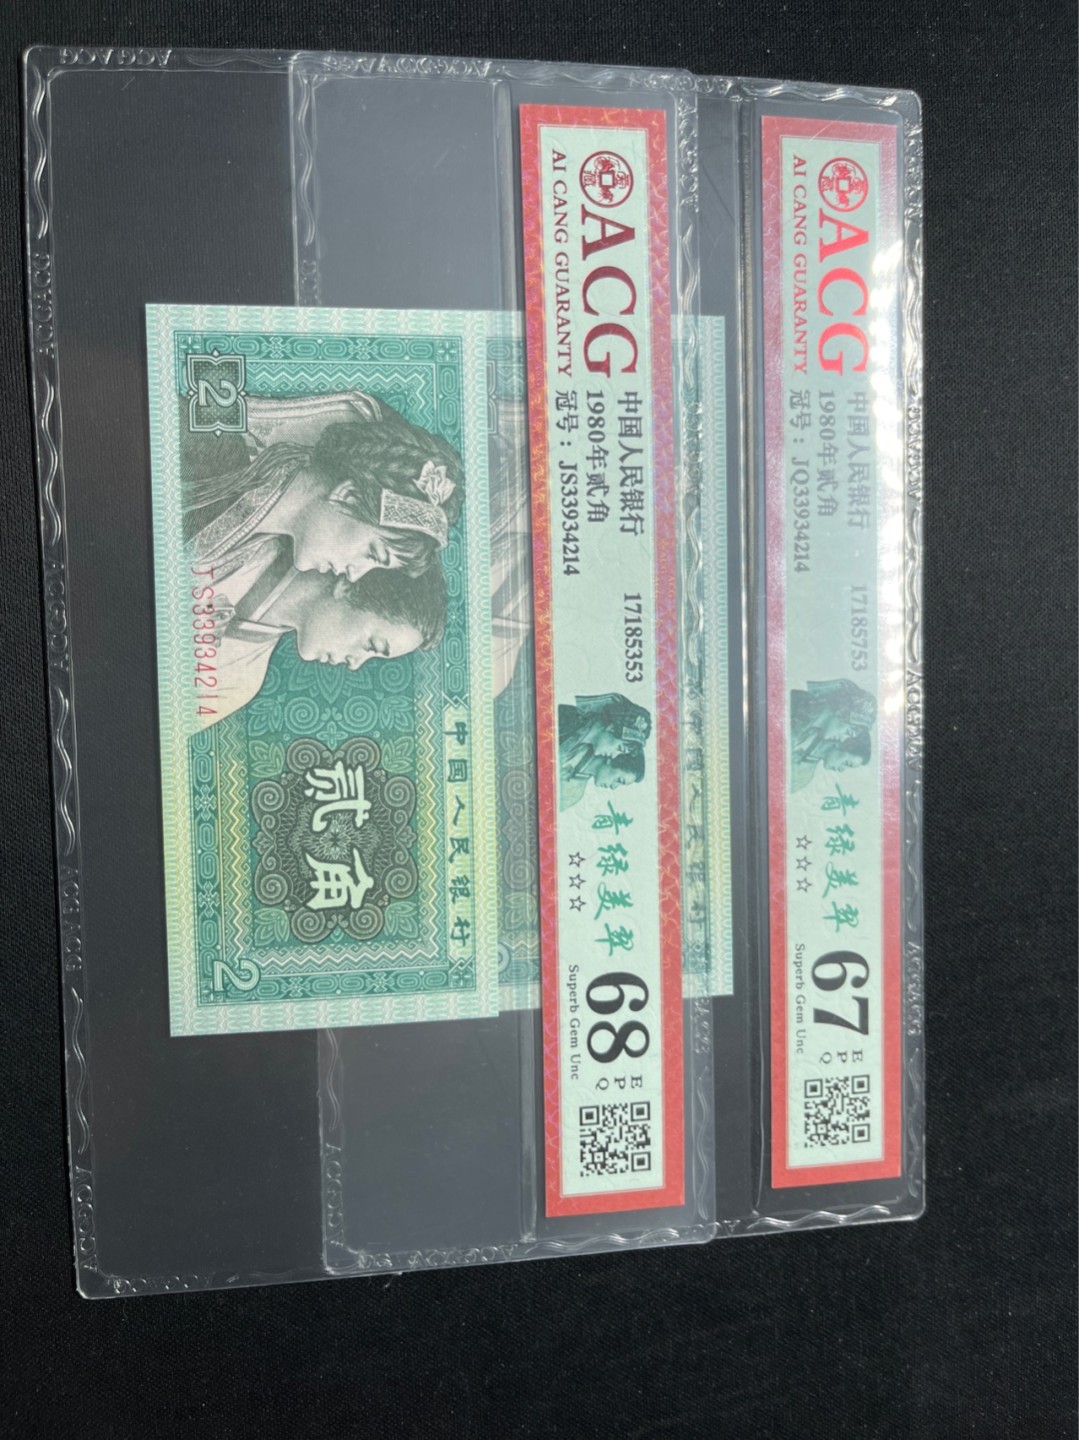 ACG
AI CANG GUARANTY
中国人民银行 17185753
1980年贰角
冠号：JQ33934214
青绿美翠
☆☆☆
67 EPQ
Superb Gem Unc
ACG
AI CANG GUARANTY
中国人民银行 17185353
1980年贰角
冠号：JS33934214
青绿美翠
☆☆☆
68 EPQ
Superb Gem Unc
中国人民银行
贰角
2
2
JS33934214